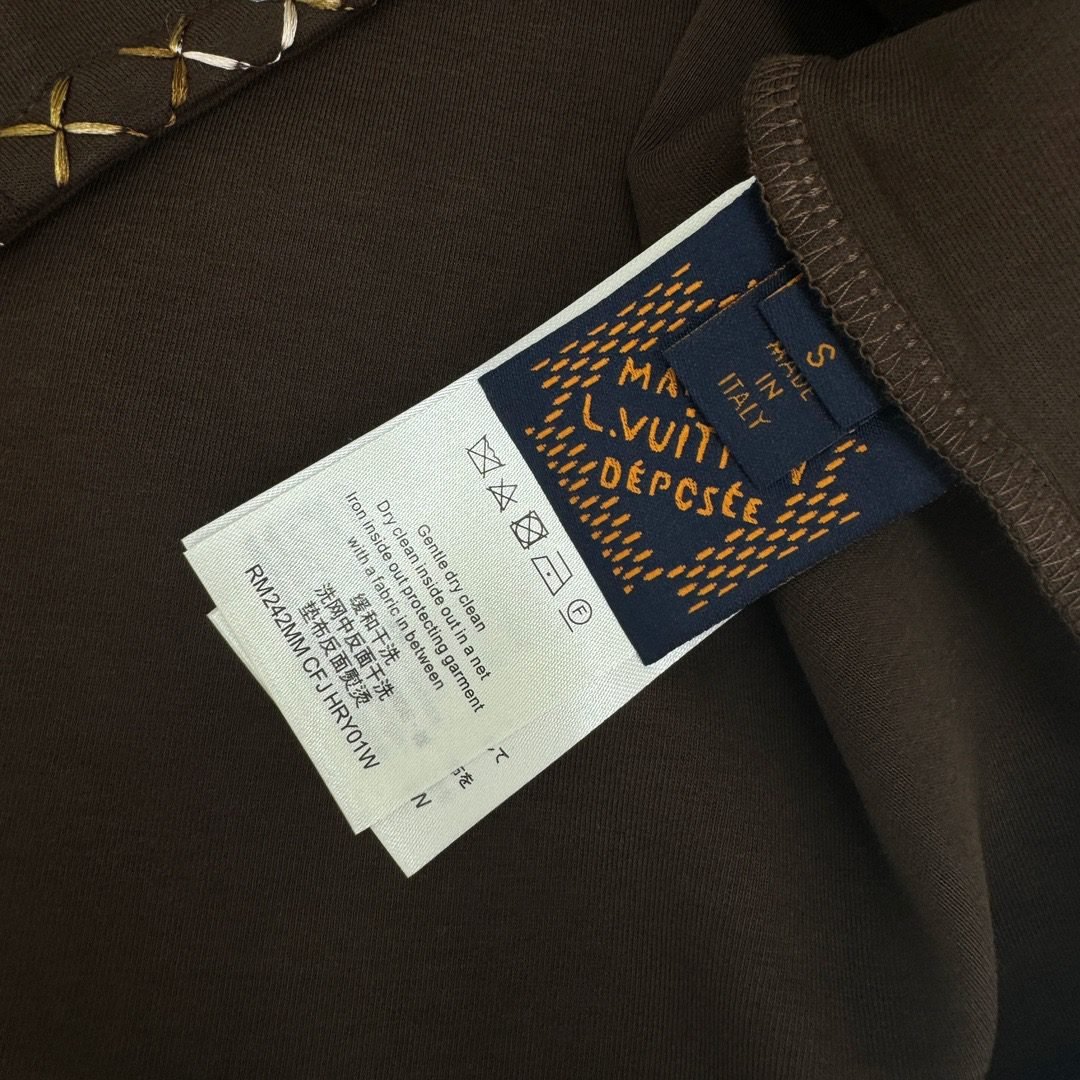 S
MADE
IN
ITALY
L.VUiTT
DÉPOSÉE
Gentle dry clean
Dry clean inside out in a net
Iron inside out protecting garment
with a fabric in between
缓和干洗
洗网中反面干洗
垫布反面熨烫
RM242MM CFJ HRY01W
F
て
を
N